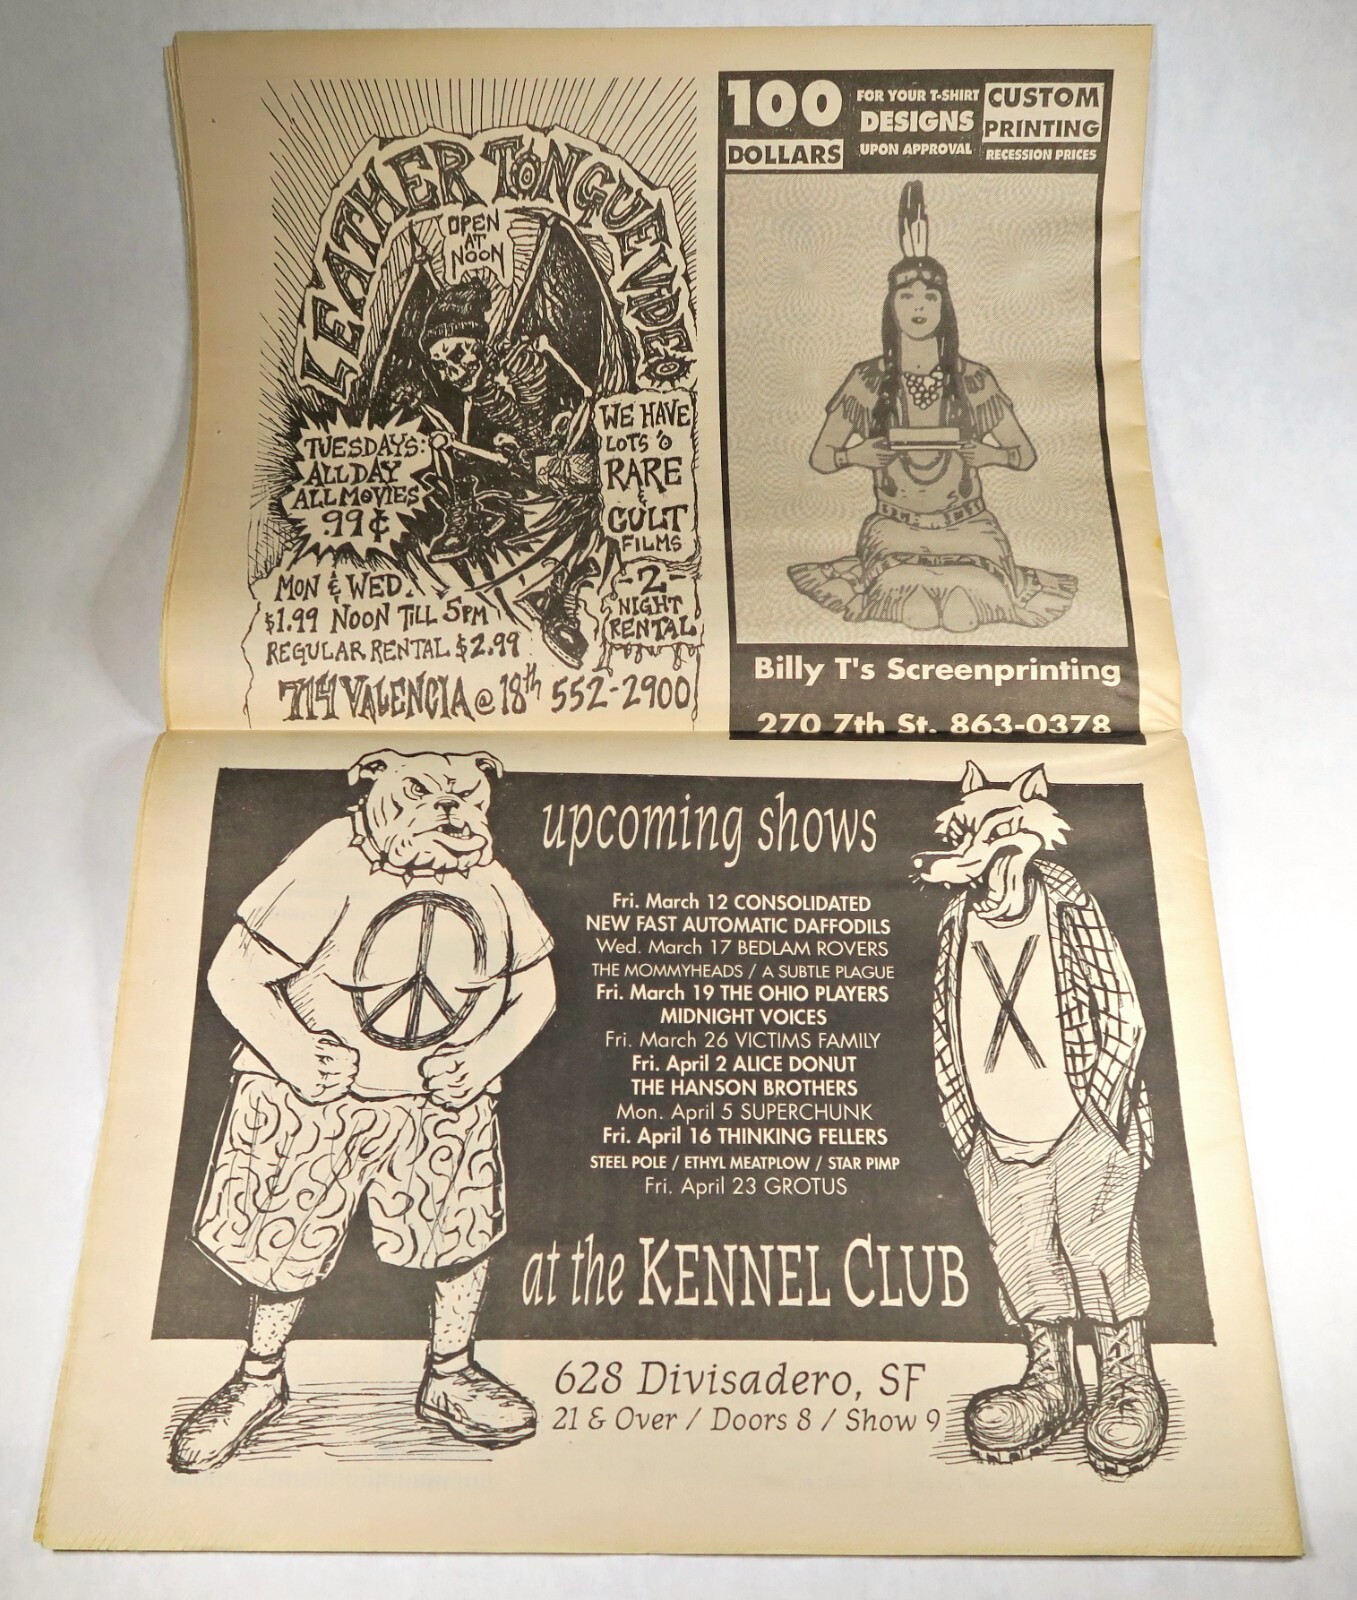 LEATHER TONGUE VIDEO
OPEN
AT
NOON
TUESDAYS:
ALL DAY
ALL MOVIES
.99¢
WE HAVE
LOTS 'O
RARE
&
CULT
FILMS
-2-
NIGHT
RENTAL
MON & WED.
$1.99 NOON TILL 5PM
REGULAR RENTAL $2.99
714 VALENCIA @ 18th 552-2900
100
DOLLARS
FOR YOUR T-SHIRT
DESIGNS
UPON APPROVAL
CUSTOM
PRINTING
RECESSION PRICES
Billy T's Screenprinting
270 7th St. 863-0378
upcoming shows
Fri. March 12 CONSOLIDATED
NEW FAST AUTOMATIC DAFFODILS
Wed. March 17 BEDLAM ROVERS
THE MOMMYHEADS / A SUBTLE PLAGUE
Fri. March 19 THE OHIO PLAYERS
MIDNIGHT VOICES
Fri. March 26 VICTIMS FAMILY
Fri. April 2 ALICE DONUT
THE HANSON BROTHERS
Mon. April 5 SUPERCHUNK
Fri. April 16 THINKING FELLERS
STEEL POLE / ETHYL MEATPLOW / STAR PIMP
Fri. April 23 GROTUS
at the KENNEL CLUB
X
628 Divisadero, SF
21 & Over / Doors 8 / Show 9